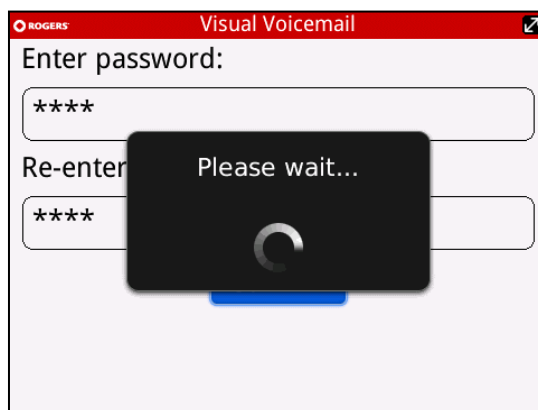 ROGERS Visual Voicemail
Enter password:
****
Please wait...
Re-enter
****